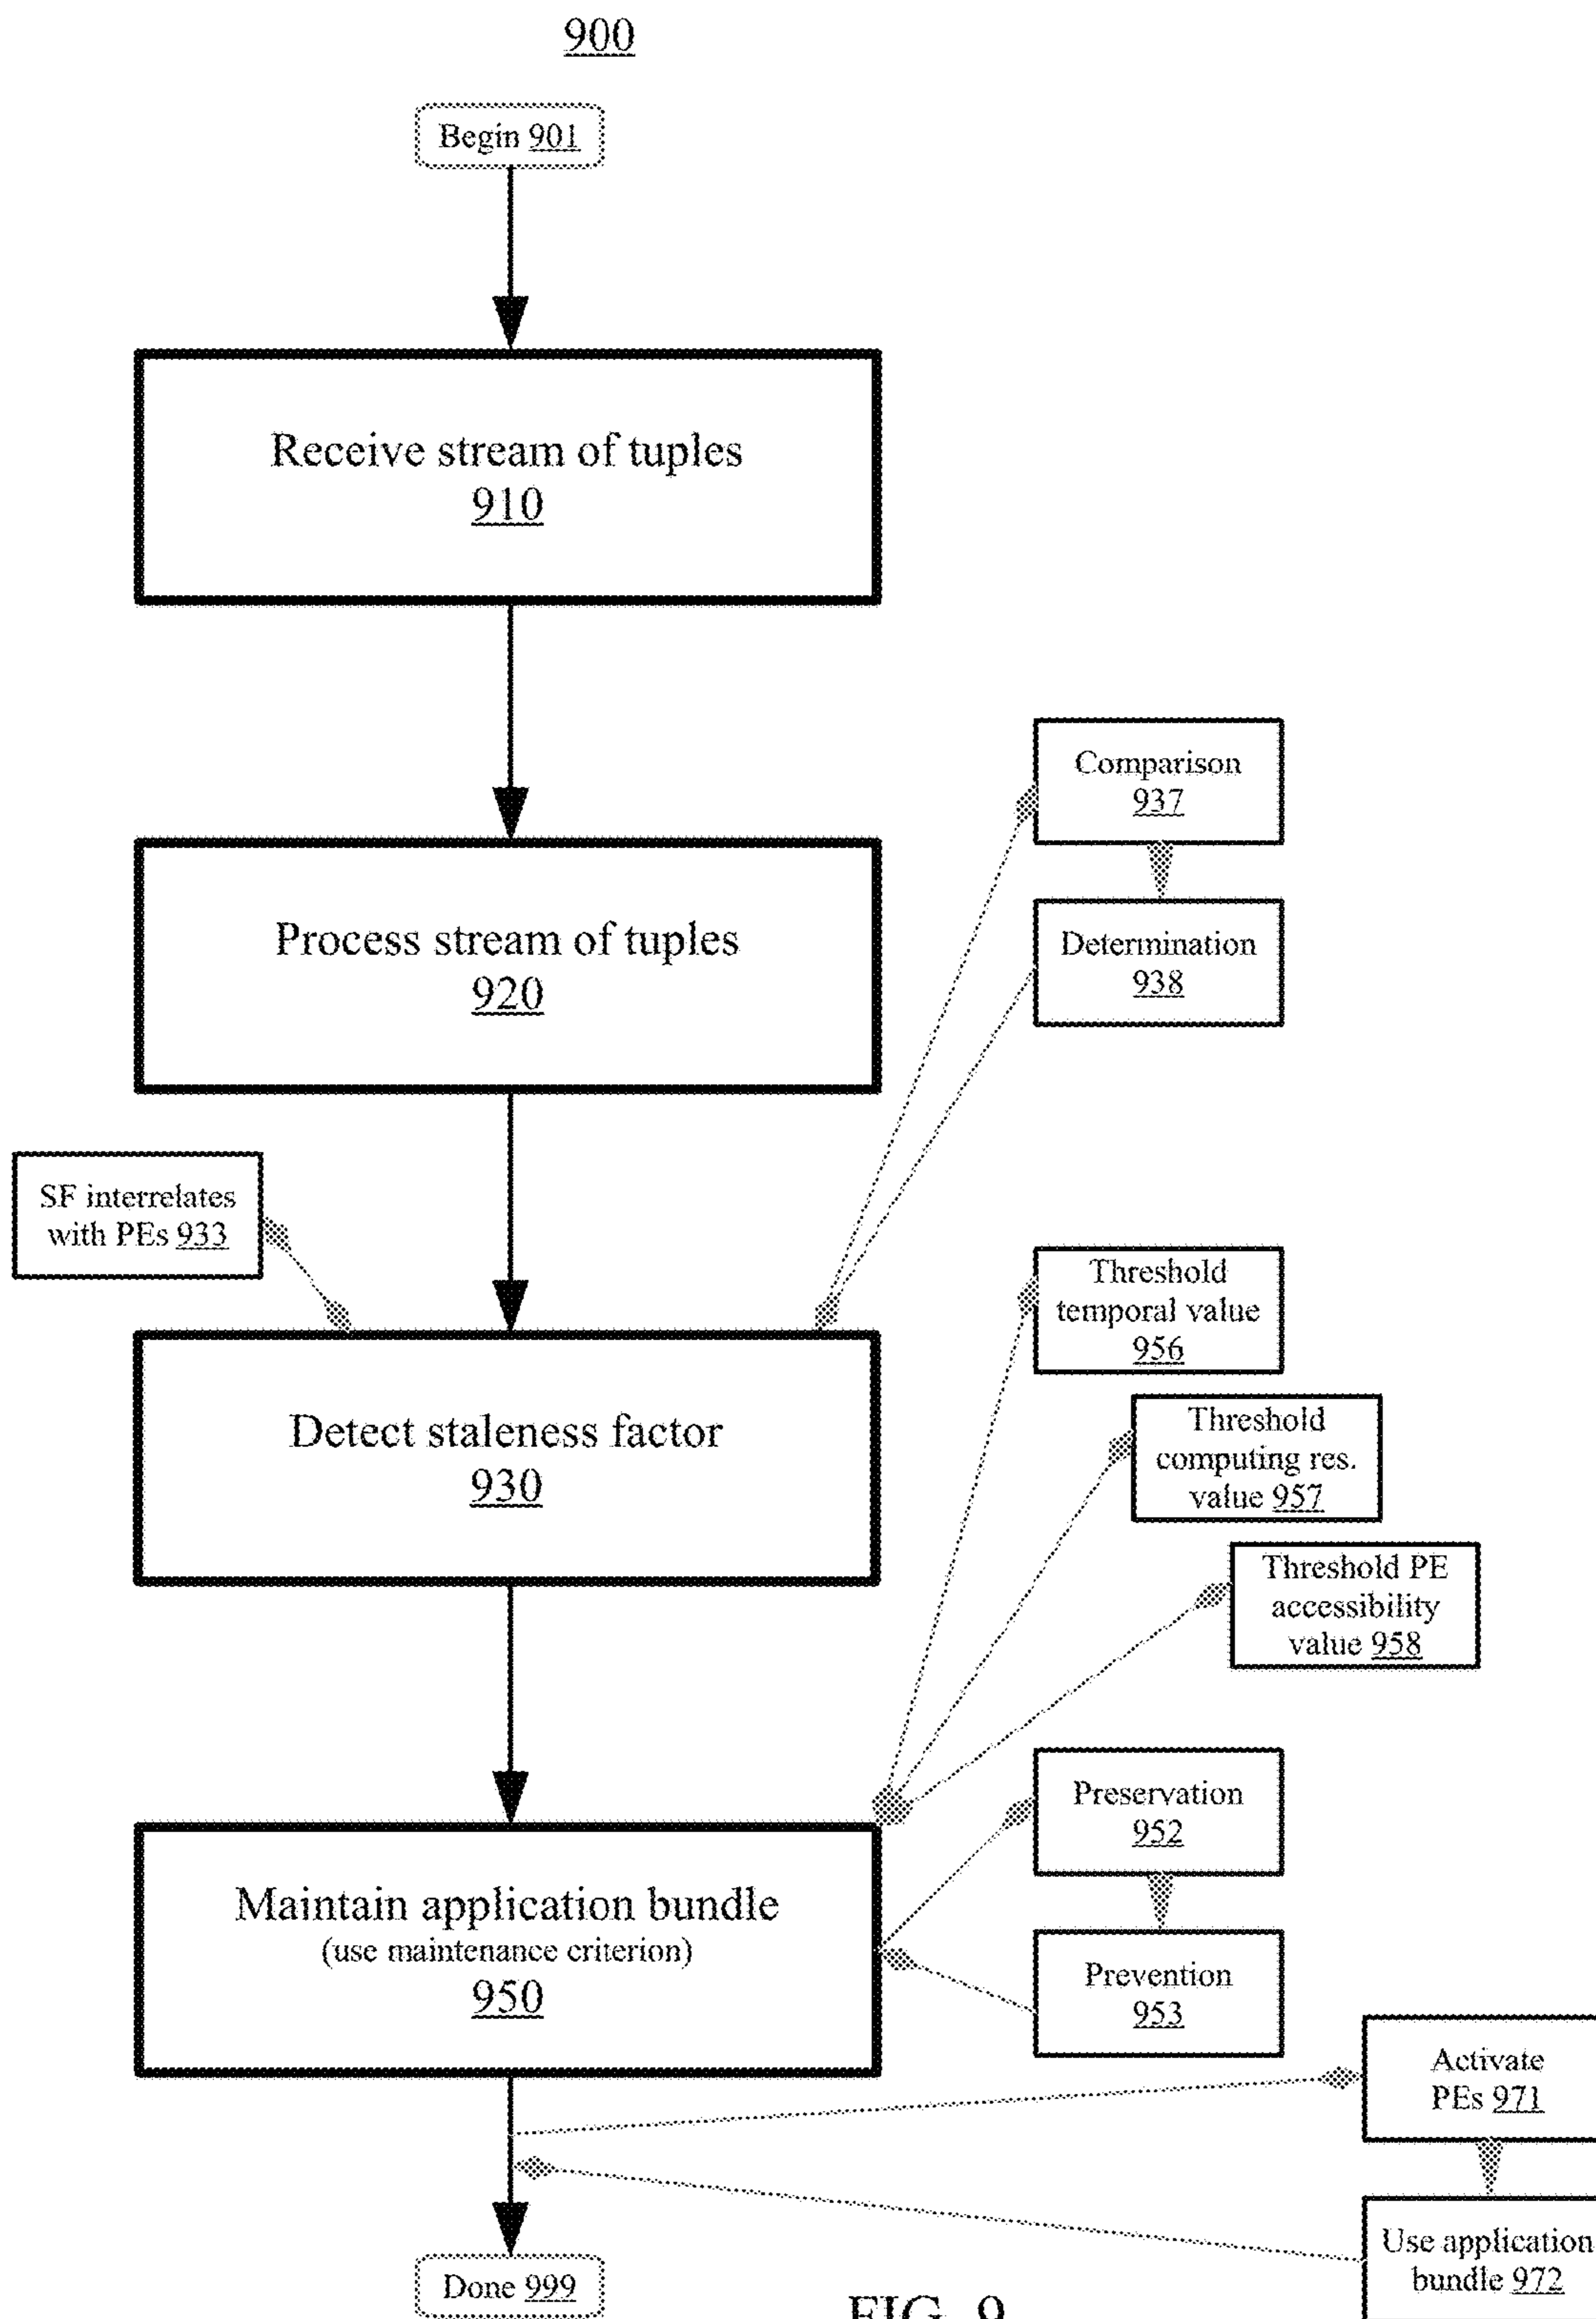 900
Begin 901
Receive stream of tuples
910
Process stream of tuples
920
Comparison
937
Determination
938
SF interrelates
with PEs 933
Detect staleness factor
930
Threshold
temporal value
956
Threshold
computing res.
value 957
Threshold PE
accessibility
value 958
Maintain application bundle
(use maintenance criterion)
950
Preservation
952
Prevention
953
Activate
PEs 971
Use application
bundle 972
Done 999
FIG. 9